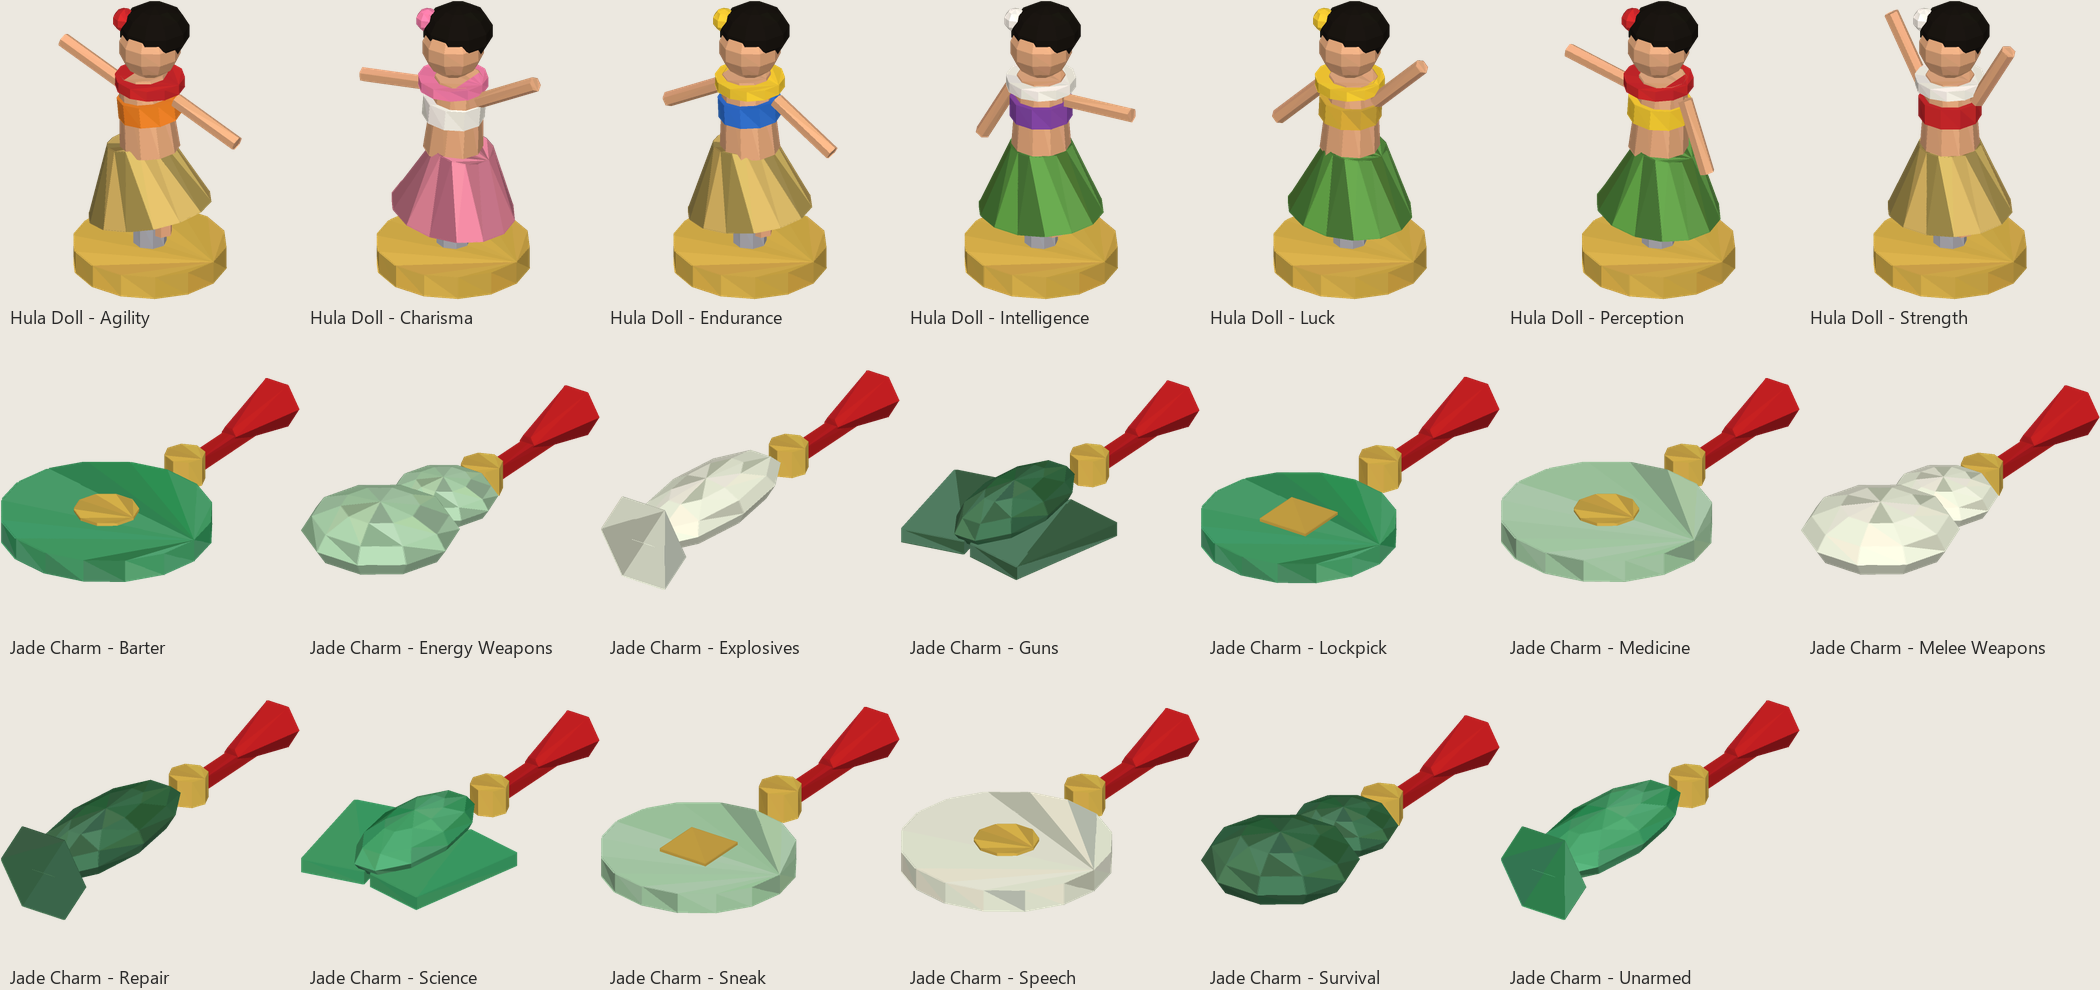 Hula Doll - Agility
Hula Doll - Charisma
Hula Doll - Endurance
Hula Doll - Intelligence
Hula Doll - Luck
Hula Doll - Perception
Hula Doll - Strength
Jade Charm - Barter
Jade Charm - Energy Weapons
Jade Charm - Explosives
Jade Charm - Guns
Jade Charm - Lockpick
Jade Charm - Medicine
Jade Charm - Melee Weapons
Jade Charm - Repair
Jade Charm - Science
Jade Charm - Sneak
Jade Charm - Speech
Jade Charm - Survival
Jade Charm - Unarmed